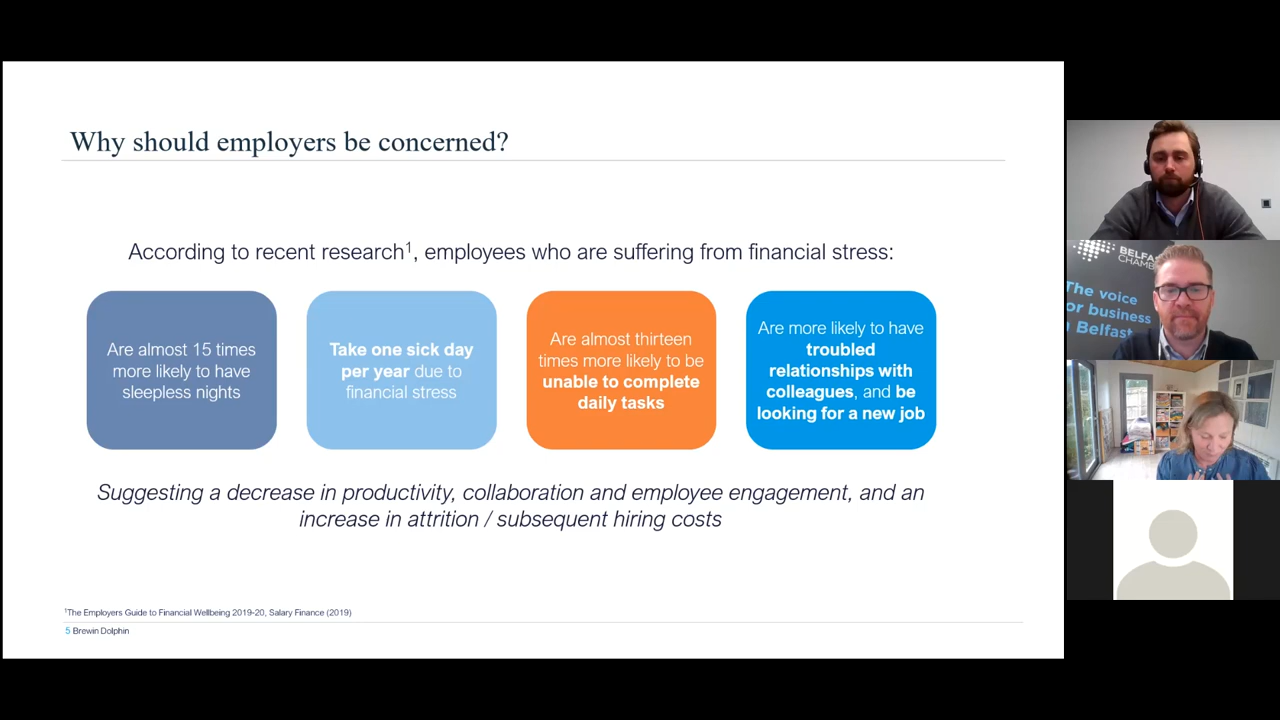 Why should employers be concerned?
According to recent research¹, employees who are suffering from financial stress:
Are almost 15 times
more likely to have
sleepless nights
Take one sick day
per year due to
financial stress
Are almost thirteen
times more likely to be
unable to complete
daily tasks
Are more likely to have
troubled
relationships with
colleagues, and be
looking for a new job
Suggesting a decrease in productivity, collaboration and employee engagement, and an
increase in attrition / subsequent hiring costs
¹The Employers Guide to Financial Wellbeing 2019-20, Salary Finance (2019)
5 Brewin Dolphin
The voice
for business
Belfast